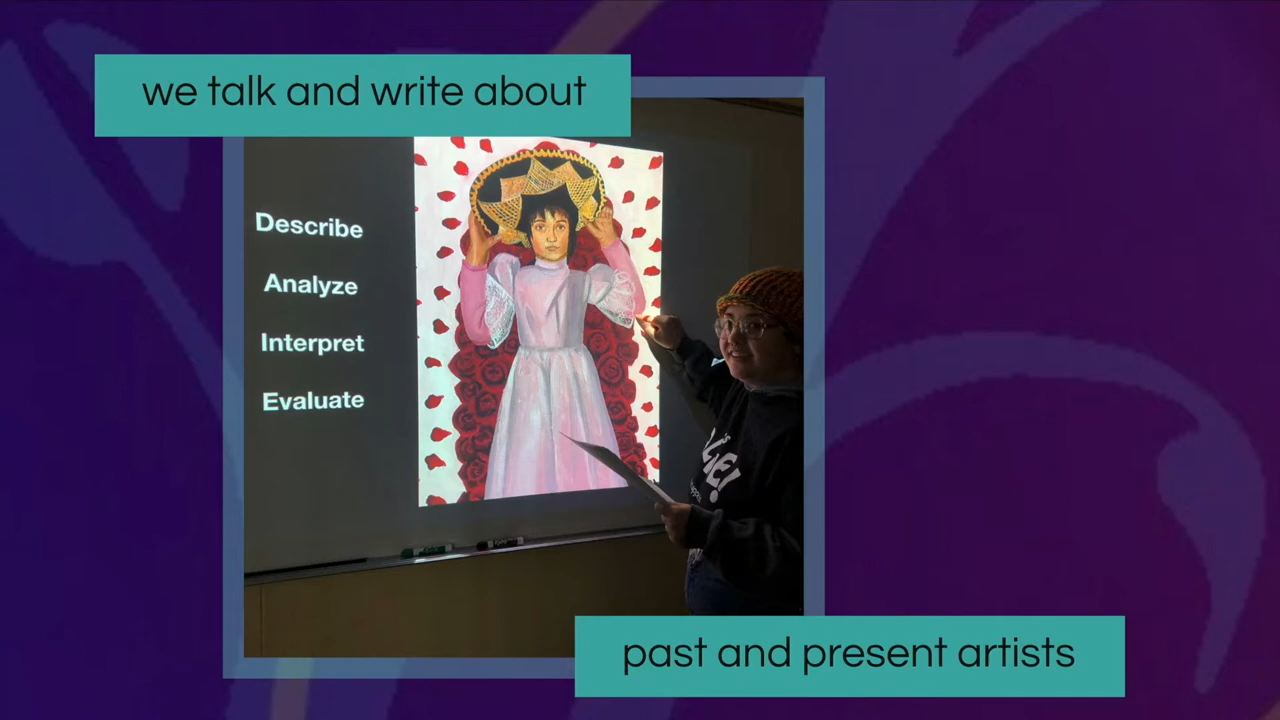 we talk and write about
Describe
Analyze
Interpret
Evaluate
past and present artists